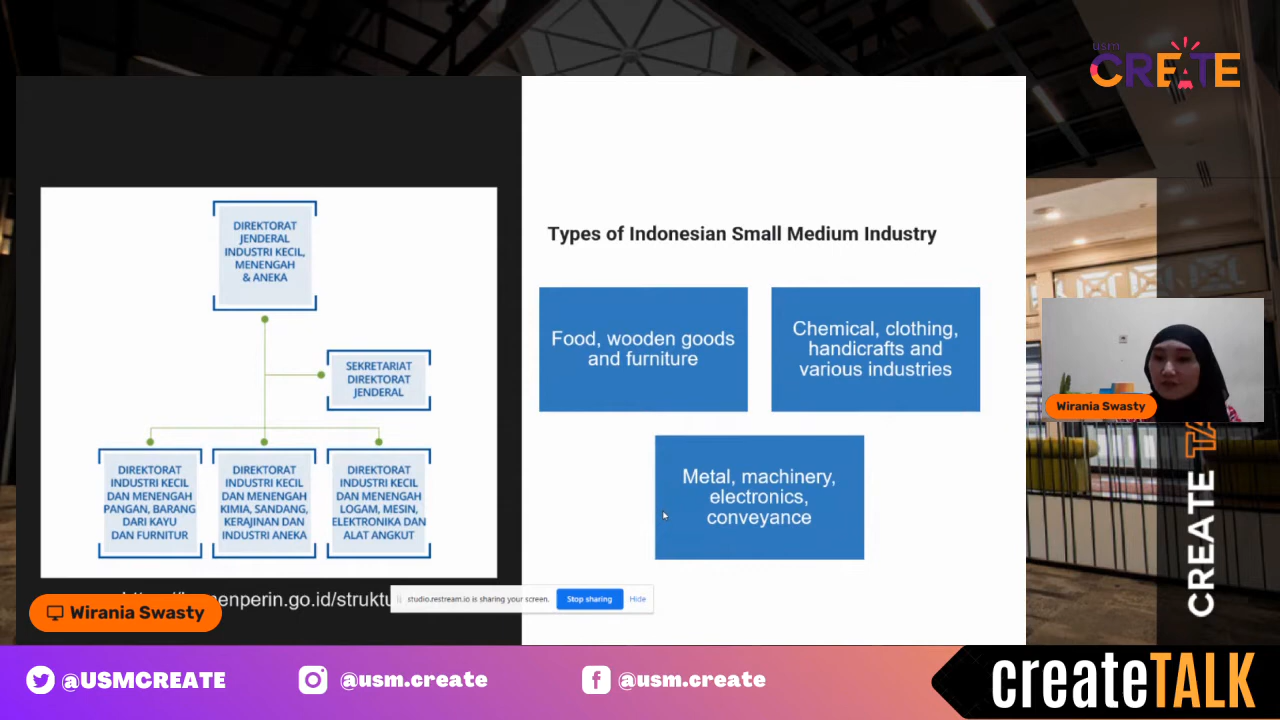 usm
CREATE
DIREKTORAT
JENDERAL
INDUSTRI KECIL,
MENENGAH
& ANEKA
SEKRETARIAT
DIREKTORAT
JENDERAL
DIREKTORAT
INDUSTRI KECIL
DAN MENENGAH
PANGAN, BARANG
DARI KAYU
DAN FURNITUR
DIREKTORAT
INDUSTRI KECIL
DAN MENENGAH
KIMIA, SANDANG,
KERAJINAN DAN
INDUSTRI ANEKA
DIREKTORAT
INDUSTRI KECIL
DAN MENENGAH
LOGAM, MESIN,
ELEKTRONIKA DAN
ALAT ANGKUT
Types of Indonesian Small Medium Industry
Food, wooden goods
and furniture
Chemical, clothing,
handicrafts and
various industries
Metal, machinery,
electronics,
conveyance
Wirania Swasty
studio.restream.io is sharing your screen.
Stop sharing
Hide
Wirania Swasty
CREATE
@USMCREATE
@usm.create
@usm.create
createTALK